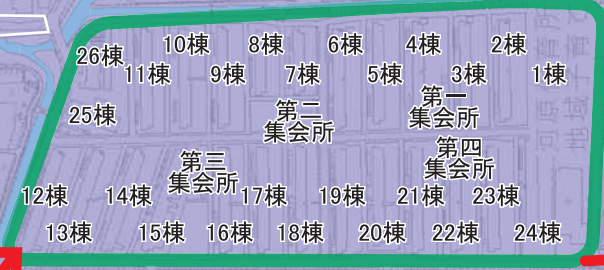 10棟 8棟 6棟 4棟 2棟
26棟
11棟 9棟 7棟 5棟 3棟 1棟
第一
集会所
第二
集会所
25棟
第四
集会所
第三
集会所
12棟 14棟 17棟 19棟 21棟 23棟
13棟 15棟 16棟 18棟 20棟 22棟 24棟